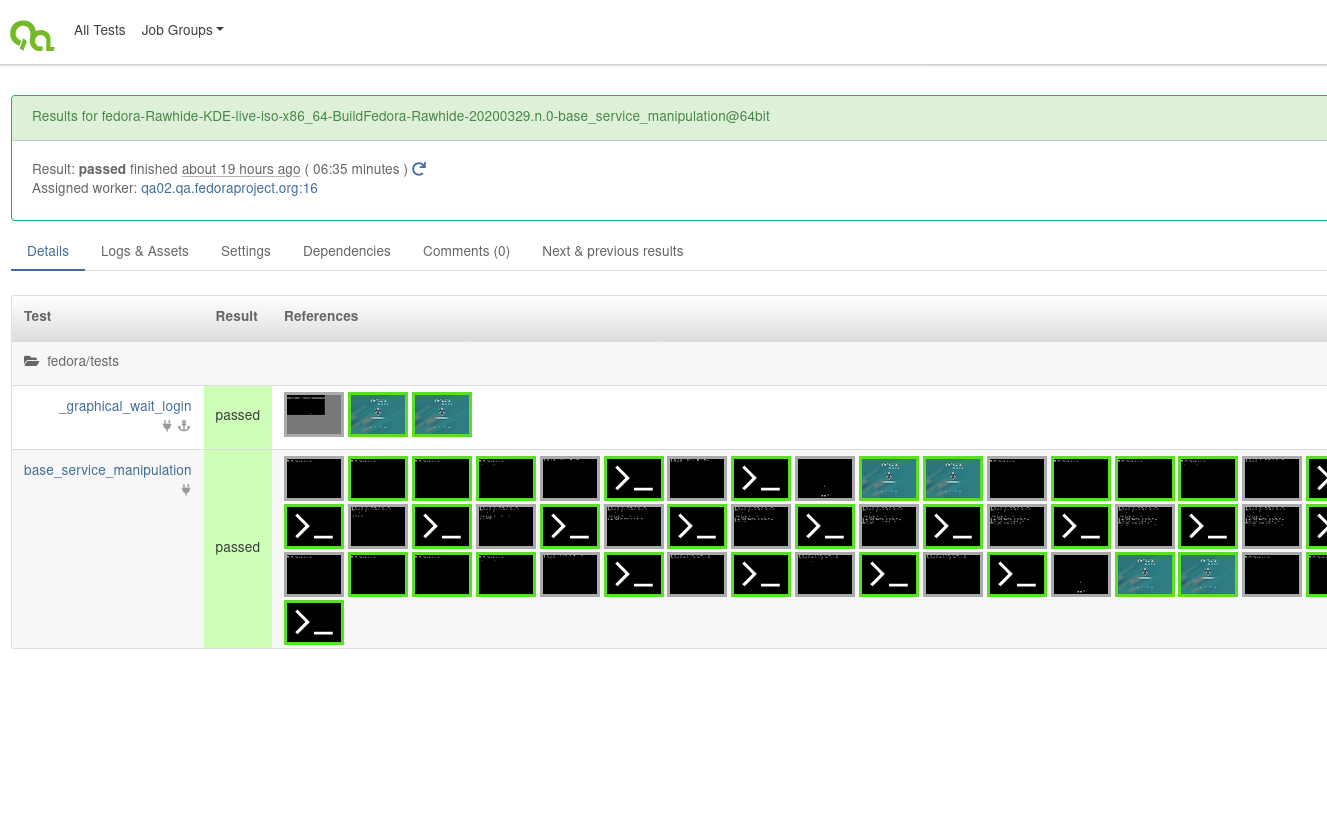 All Tests Job Groups
Results for fedora-Rawhide-KDE-live-iso-x86_64-BuildFedora-Rawhide-20200329.n.0-base_service_manipulation@64bit
Result: passed finished about 19 hours ago ( 06:35 minutes )
Assigned worker: qa02.qa.fedoraproject.org:16
Details Logs & Assets Settings Dependencies Comments (0) Next & previous results
Test Result References
fedora/tests
_graphical_wait_login passed
base_service_manipulation passed